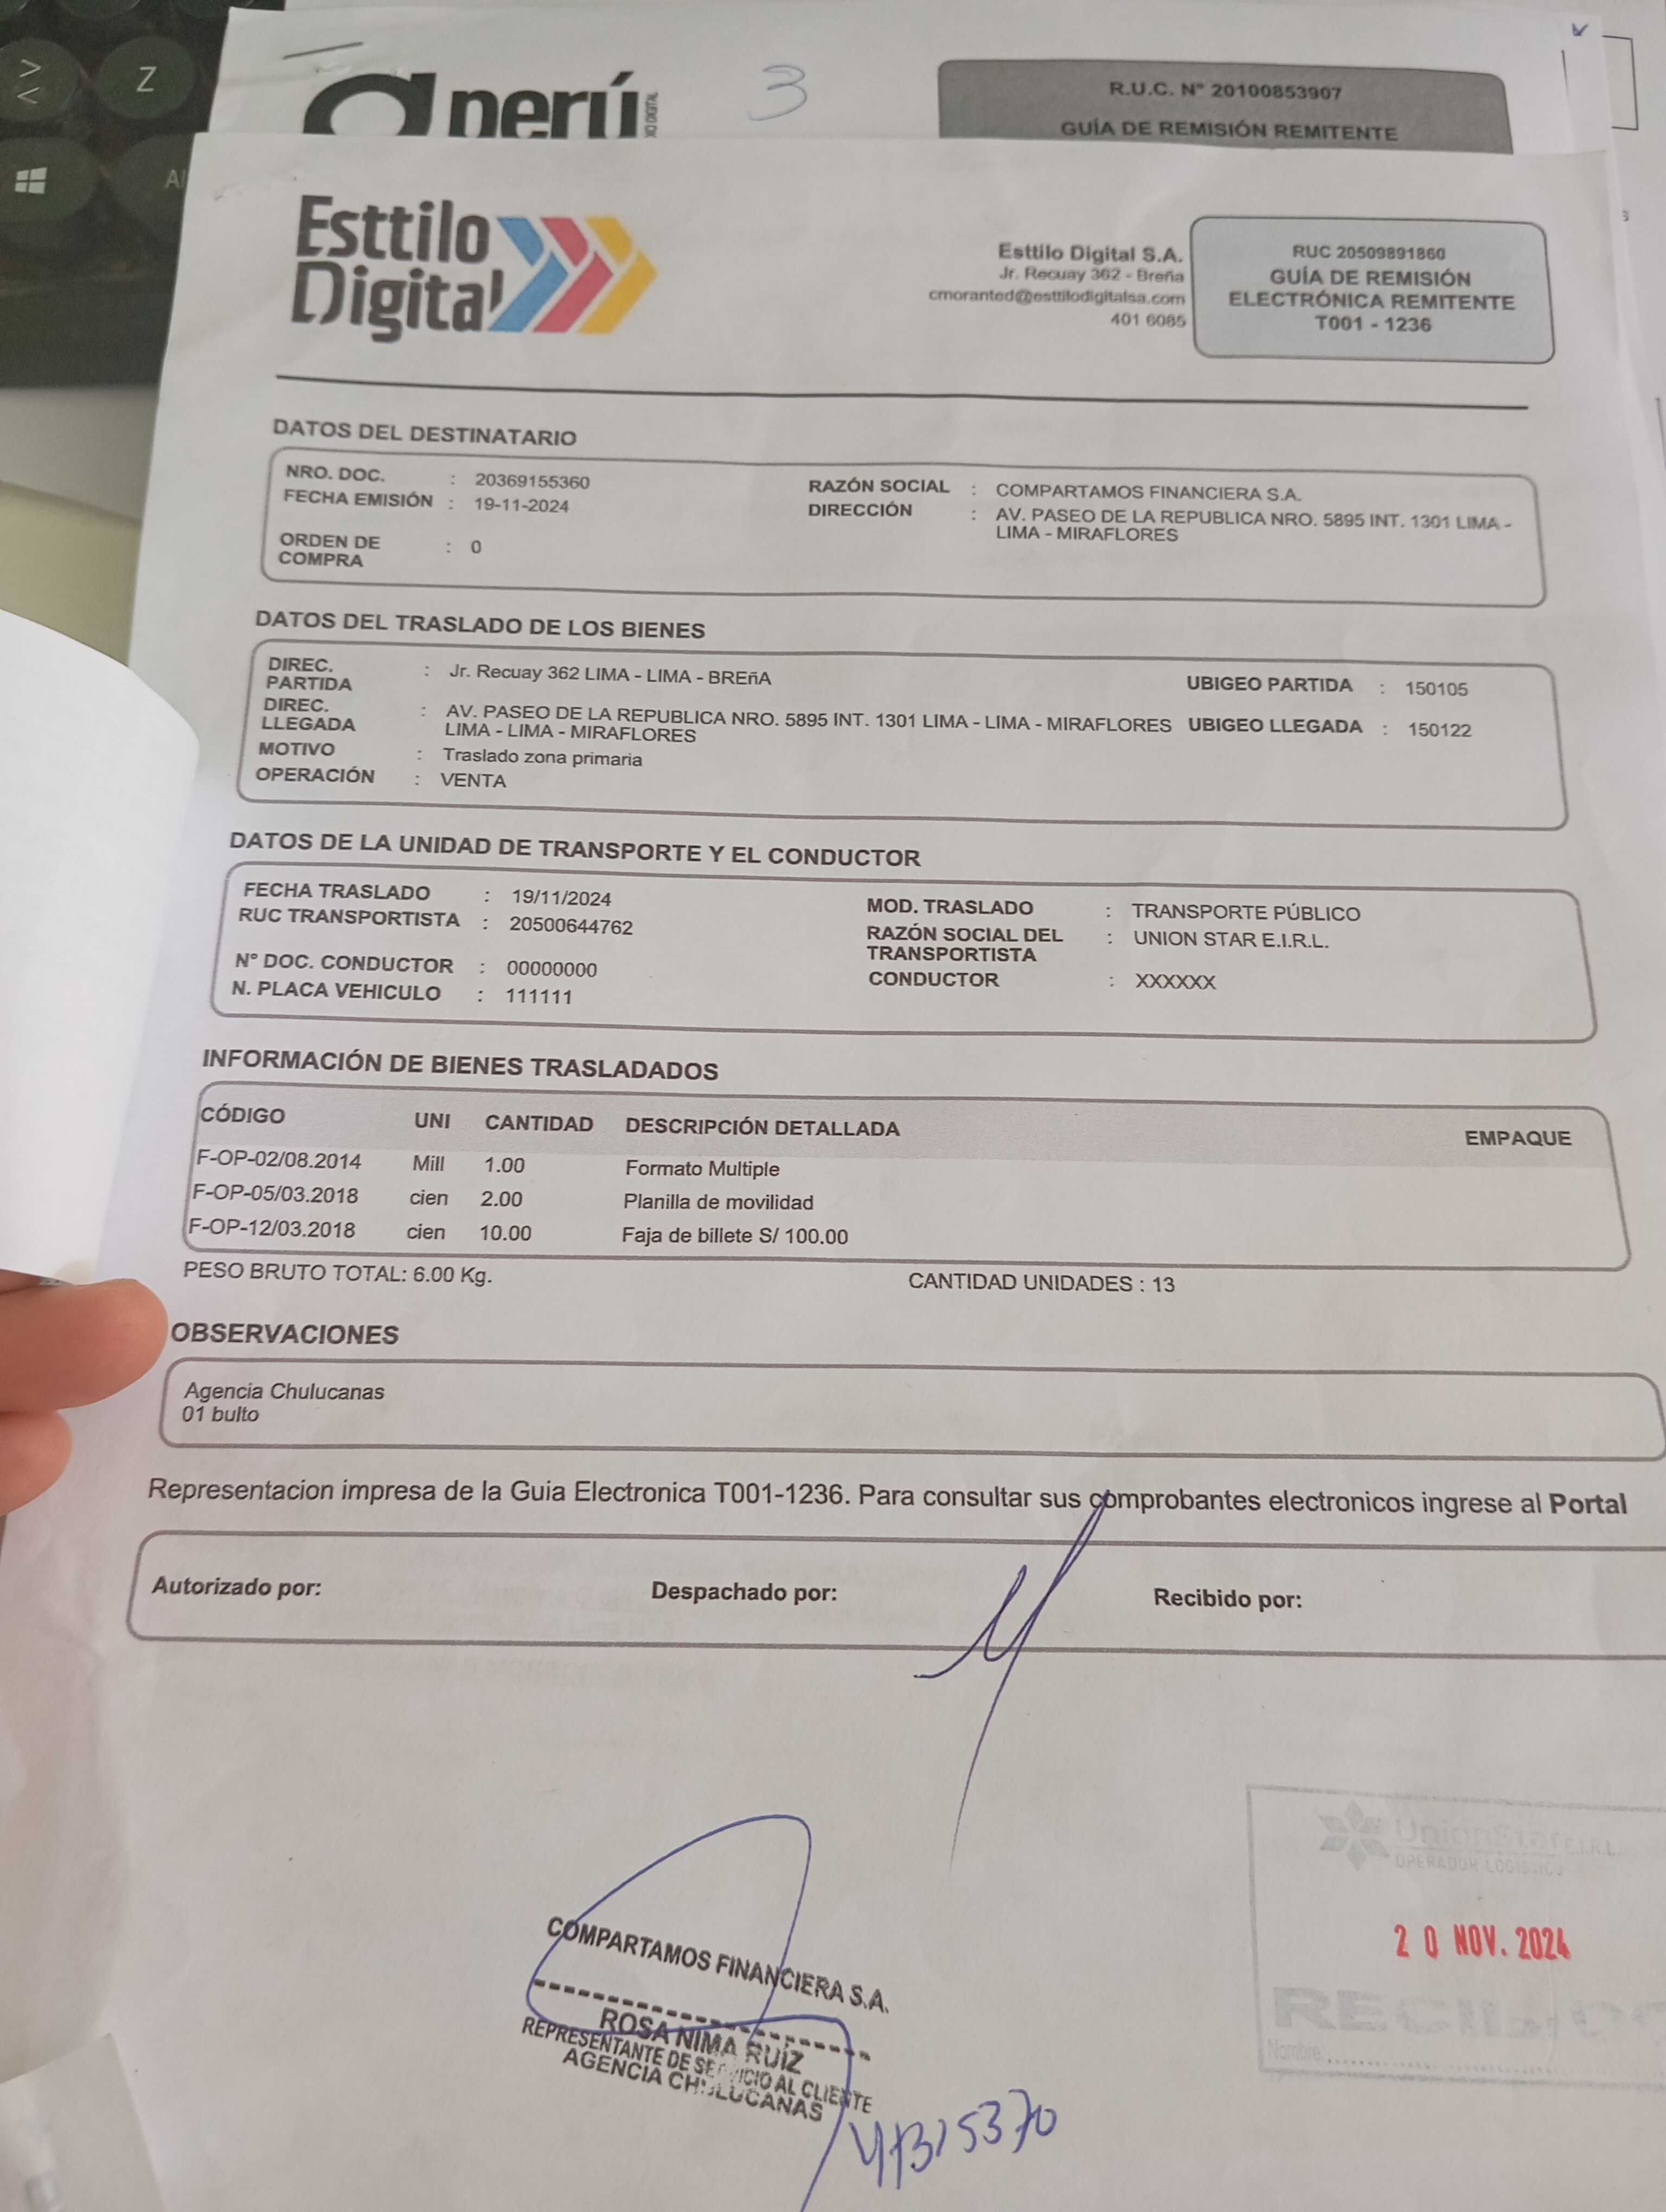 Z
perú
3
R.U.C. N° 20100853907
GUÍA DE REMISIÓN REMITENTE
Esttilo
Digital
Esttilo Digital S.A.
Jr. Recuay 362 - Breña
cmoranted@esttilodigitalsa.com
401 6085
RUC 20509891860
GUÍA DE REMISIÓN
ELECTRÓNICA REMITENTE
T001 - 1236
DATOS DEL DESTINATARIO
NRO. DOC. : 20369155360
FECHA EMISIÓN : 19-11-2024
ORDEN DE
COMPRA : 0
RAZÓN SOCIAL : COMPARTAMOS FINANCIERA S.A.
DIRECCIÓN : AV. PASEO DE LA REPUBLICA NRO. 5895 INT. 1301 LIMA -
LIMA - MIRAFLORES
DATOS DEL TRASLADO DE LOS BIENES
DIREC.
PARTIDA : Jr. Recuay 362 LIMA - LIMA - BREñA
UBIGEO PARTIDA : 150105
DIREC.
LLEGADA : AV. PASEO DE LA REPUBLICA NRO. 5895 INT. 1301 LIMA - LIMA - MIRAFLORES
LIMA - LIMA - MIRAFLORES
UBIGEO LLEGADA : 150122
MOTIVO : Traslado zona primaria
OPERACIÓN : VENTA
DATOS DE LA UNIDAD DE TRANSPORTE Y EL CONDUCTOR
FECHA TRASLADO : 19/11/2024
RUC TRANSPORTISTA : 20500644762
N° DOC. CONDUCTOR : 00000000
N. PLACA VEHICULO : 111111
MOD. TRASLADO : TRANSPORTE PÚBLICO
RAZÓN SOCIAL DEL
TRANSPORTISTA : UNION STAR E.I.R.L.
CONDUCTOR : XXXXXX
INFORMACIÓN DE BIENES TRASLADADOS
CÓDIGO UNI CANTIDAD DESCRIPCIÓN DETALLADA EMPAQUE
F-OP-02/08.2014 Mill 1.00 Formato Multiple
F-OP-05/03.2018 cien 2.00 Planilla de movilidad
F-OP-12/03.2018 cien 10.00 Faja de billete S/ 100.00
PESO BRUTO TOTAL: 6.00 Kg. CANTIDAD UNIDADES : 13
OBSERVACIONES
Agencia Chulucanas
01 bulto
Representacion impresa de la Guia Electronica T001-1236. Para consultar sus comprobantes electronicos ingrese al Portal
Autorizado por: Despachado por: Recibido por:
UnionStar E.I.R.L.
OPERADOR LOGISTICO
20 NOV. 2024
Nombre
COMPARTAMOS FINANCIERA S.A.
ROSA NIMA RUIZ
REPRESENTANTE DE SERVICIO AL CLIENTE
AGENCIA CHULUCANAS